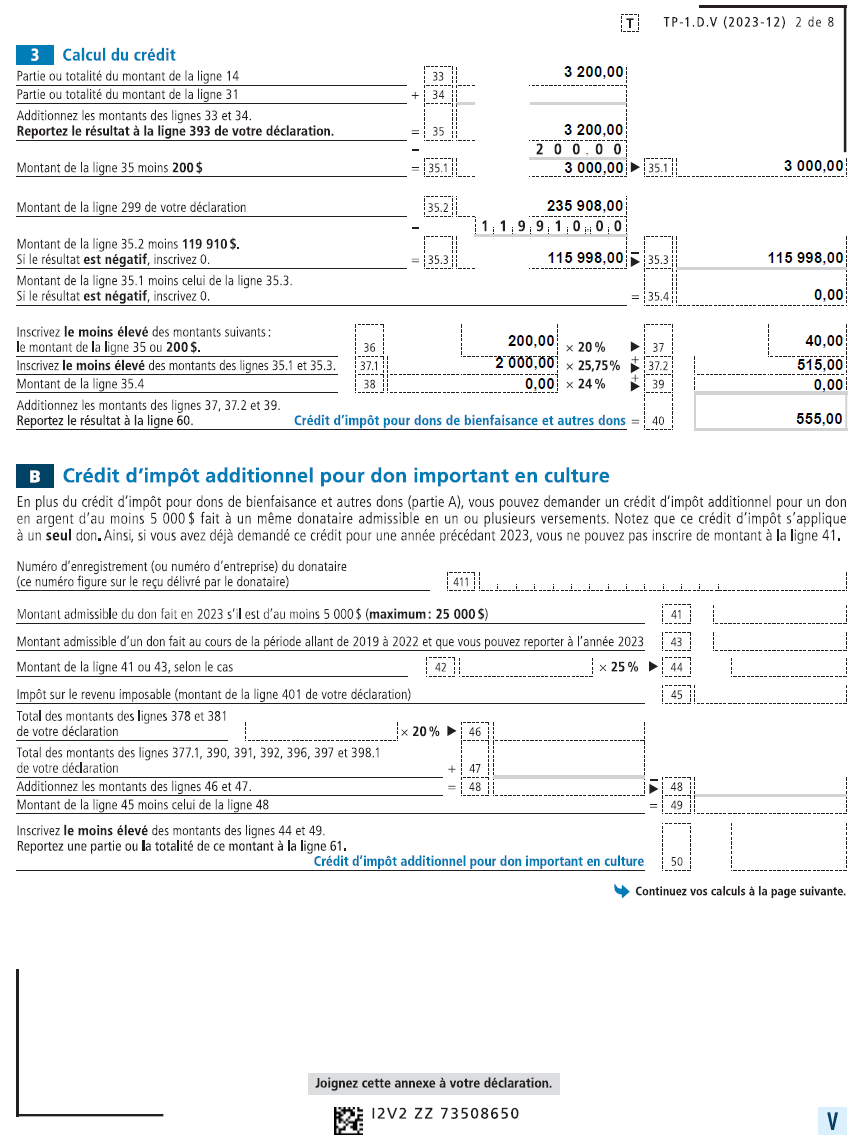 T TP-1.D.V (2023-12) 2 de 8
3 Calcul du crédit
Partie ou totalité du montant de la ligne 14 33 3 200,00
Partie ou totalité du montant de la ligne 31 + 34
Additionnez les montants des lignes 33 et 34.
Reportez le résultat à la ligne 393 de votre déclaration. = 35 3 200,00
– 200.00
Montant de la ligne 35 moins 200 $ = 35.1 3 000,00 ► 35.1 3 000,00
Montant de la ligne 299 de votre déclaration 35.2 235 908,00
– 119910.00
Montant de la ligne 35.2 moins 119 910 $.
Si le résultat est négatif, inscrivez 0. = 35.3 115 998,00 – ► 35.3 115 998,00
Montant de la ligne 35.1 moins celui de la ligne 35.3.
Si le résultat est négatif, inscrivez 0. = 35.4 0,00
Inscrivez le moins élevé des montants suivants :
le montant de la ligne 35 ou 200 $. 36 200,00 × 20 % ► 37 40,00
Inscrivez le moins élevé des montants des lignes 35.1 et 35.3. 37.1 2 000,00 × 25,75% + ► 37.2 515,00
Montant de la ligne 35.4 38 0,00 × 24 % + ► 39 0,00
Additionnez les montants des lignes 37, 37.2 et 39.
Reportez le résultat à la ligne 60. Crédit d'impôt pour dons de bienfaisance et autres dons = 40 555,00
B Crédit d'impôt additionnel pour don important en culture
En plus du crédit d'impôt pour dons de bienfaisance et autres dons (partie A), vous pouvez demander un crédit d'impôt additionnel pour un don
en argent d'au moins 5 000 $ fait à un même donataire admissible en un ou plusieurs versements. Notez que ce crédit d'impôt s'applique
à un seul don. Ainsi, si vous avez déjà demandé ce crédit pour une année précédant 2023, vous ne pouvez pas inscrire de montant à la ligne 41.
Numéro d'enregistrement (ou numéro d'entreprise) du donataire
(ce numéro figure sur le reçu délivré par le donataire) 411
Montant admissible du don fait en 2023 s'il est d'au moins 5 000 $ (maximum : 25 000 $) 41
Montant admissible d'un don fait au cours de la période allant de 2019 à 2022 et que vous pouvez reporter à l'année 2023 43
Montant de la ligne 41 ou 43, selon le cas 42 × 25 % ► 44
Impôt sur le revenu imposable (montant de la ligne 401 de votre déclaration) 45
Total des montants des lignes 378 et 381
de votre déclaration × 20 % ► 46
Total des montants des lignes 377.1, 390, 391, 392, 396, 397 et 398.1
de votre déclaration + 47
Additionnez les montants des lignes 46 et 47. = 48 – ► 48
Montant de la ligne 45 moins celui de la ligne 48 = 49
Inscrivez le moins élevé des montants des lignes 44 et 49.
Reportez une partie ou la totalité de ce montant à la ligne 61.
Crédit d'impôt additionnel pour don important en culture 50
Continuez vos calculs à la page suivante.
Joignez cette annexe à votre déclaration.
I2V2 ZZ 73508650
V